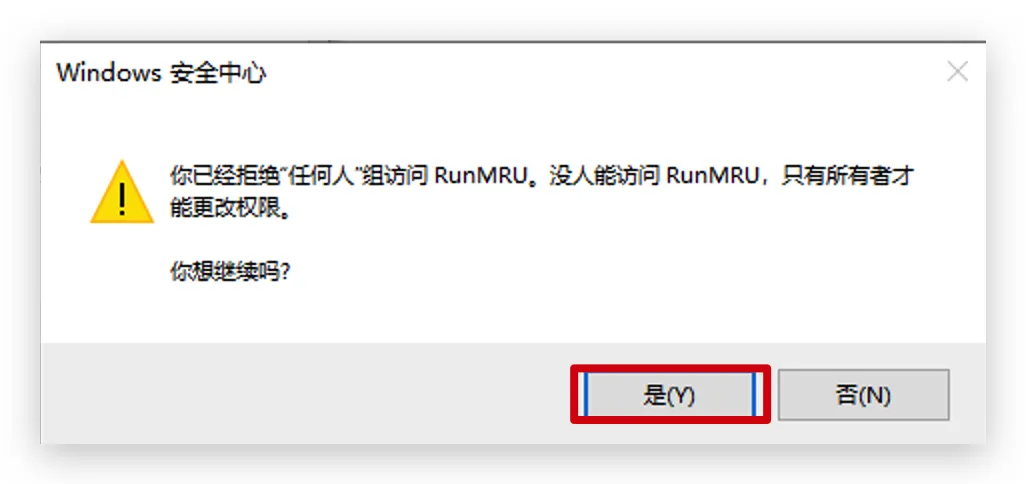 Windows 安全中心
你已经拒绝"任何人"组访问 RunMRU。没人能访问 RunMRU，只有所有者才
能更改权限。
你想继续吗?
是(Y)
否(N)